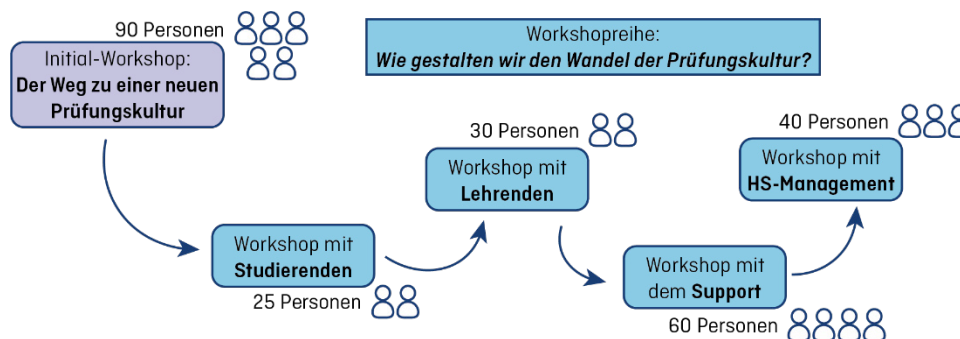 90 Personen
Initial-Workshop:
Der Weg zu einer neuen
Prüfungskultur
Workshopreihe:
Wie gestalten wir den Wandel der Prüfungskultur?
Workshop mit
Studierenden
25 Personen
30 Personen
Workshop mit
Lehrenden
Workshop mit
dem Support
60 Personen
40 Personen
Workshop mit
HS-Management